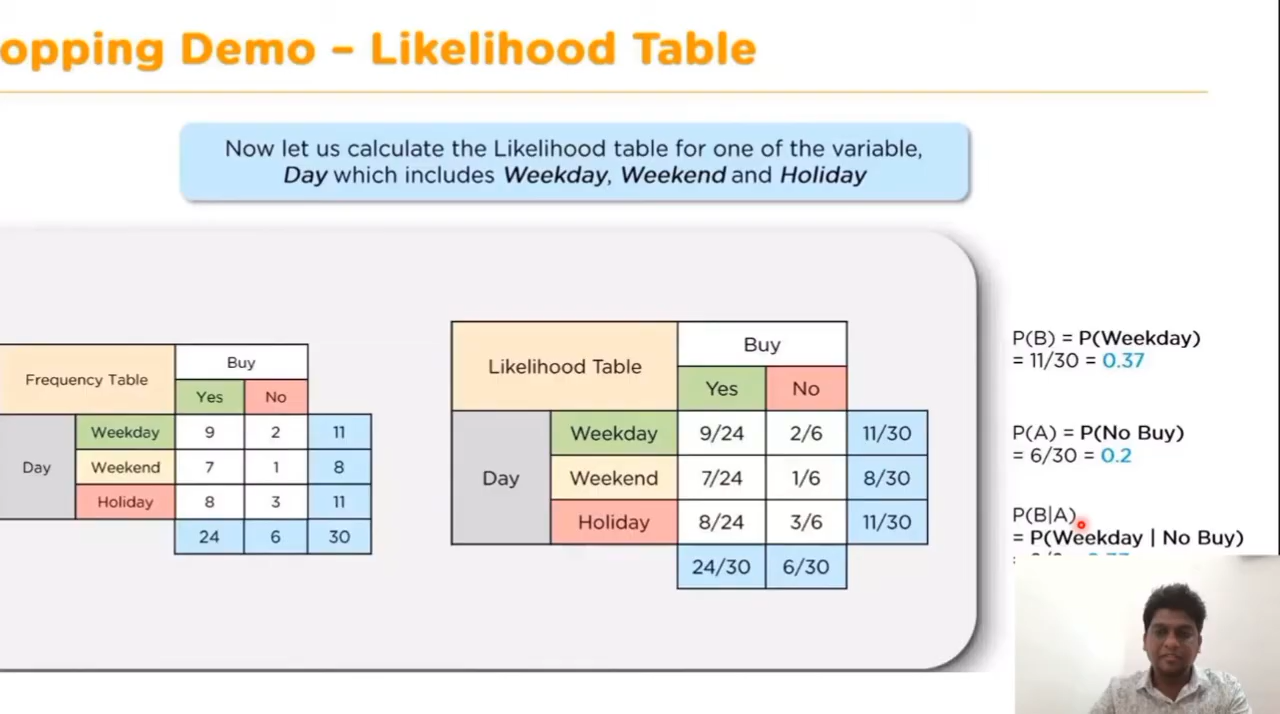 opping Demo – Likelihood Table
Now let us calculate the Likelihood table for one of the variable,
Day which includes Weekday, Weekend and Holiday
Frequency Table
Buy
Yes
No
Day
Weekday
9
2
11
Weekend
7
1
8
Holiday
8
3
11
24
6
30
Likelihood Table
Buy
Yes
No
Day
Weekday
9/24
2/6
11/30
Weekend
7/24
1/6
8/30
Holiday
8/24
3/6
11/30
24/30
6/30
P(B) = P(Weekday)
= 11/30 = 0.37
P(A) = P(No Buy)
= 6/30 = 0.2
P(B|A)
= P(Weekday | No Buy)